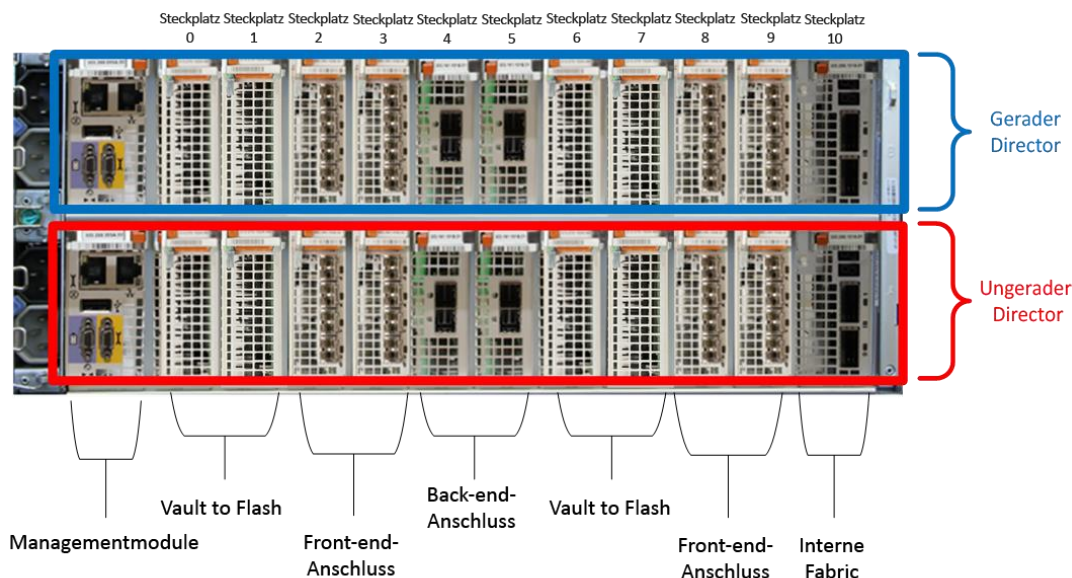 Steckplatz Steckplatz Steckplatz Steckplatz Steckplatz Steckplatz Steckplatz Steckplatz Steckplatz Steckplatz Steckplatz
0 1 2 3 4 5 6 7 8 9 10
Gerader
Director
Ungerader
Director
Managementmodule
Vault to Flash
Front-end-
Anschluss
Back-end-
Anschluss
Vault to Flash
Front-end-
Anschluss
Interne
Fabric